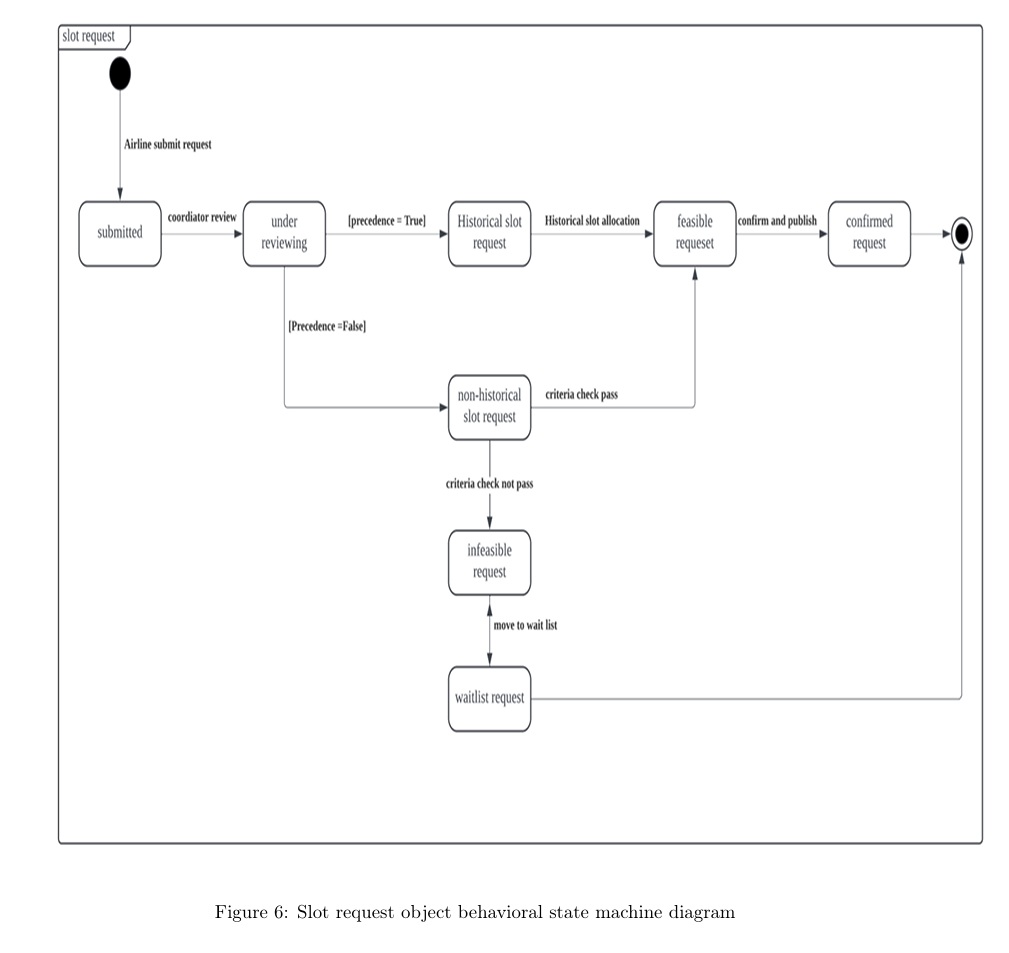 slot request
Airline submit request
submitted
coordiator review
under
reviewing
[precedence = True]
Historical slot
request
Historical slot allocation
feasible
requeset
confirm and publish
confirmed
request
[Precedence =False]
non-historical
slot request
criteria check pass
criteria check not pass
infeasible
request
move to wait list
waitlist request
Figure 6: Slot request object behavioral state machine diagram